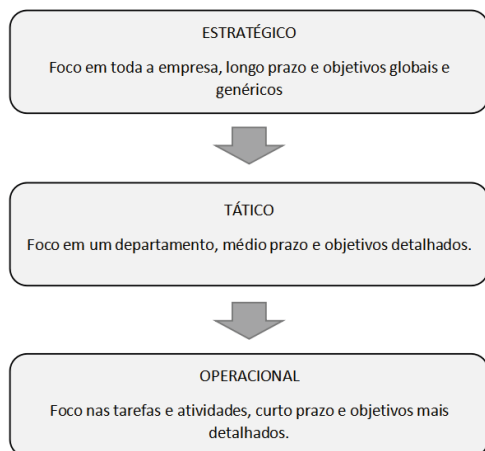 ESTRATÉGICO
Foco em toda a empresa, longo prazo e objetivos globais e
genéricos
TÁTICO
Foco em um departamento, médio prazo e objetivos detalhados.
OPERACIONAL
Foco nas tarefas e atividades, curto prazo e objetivos mais
detalhados.